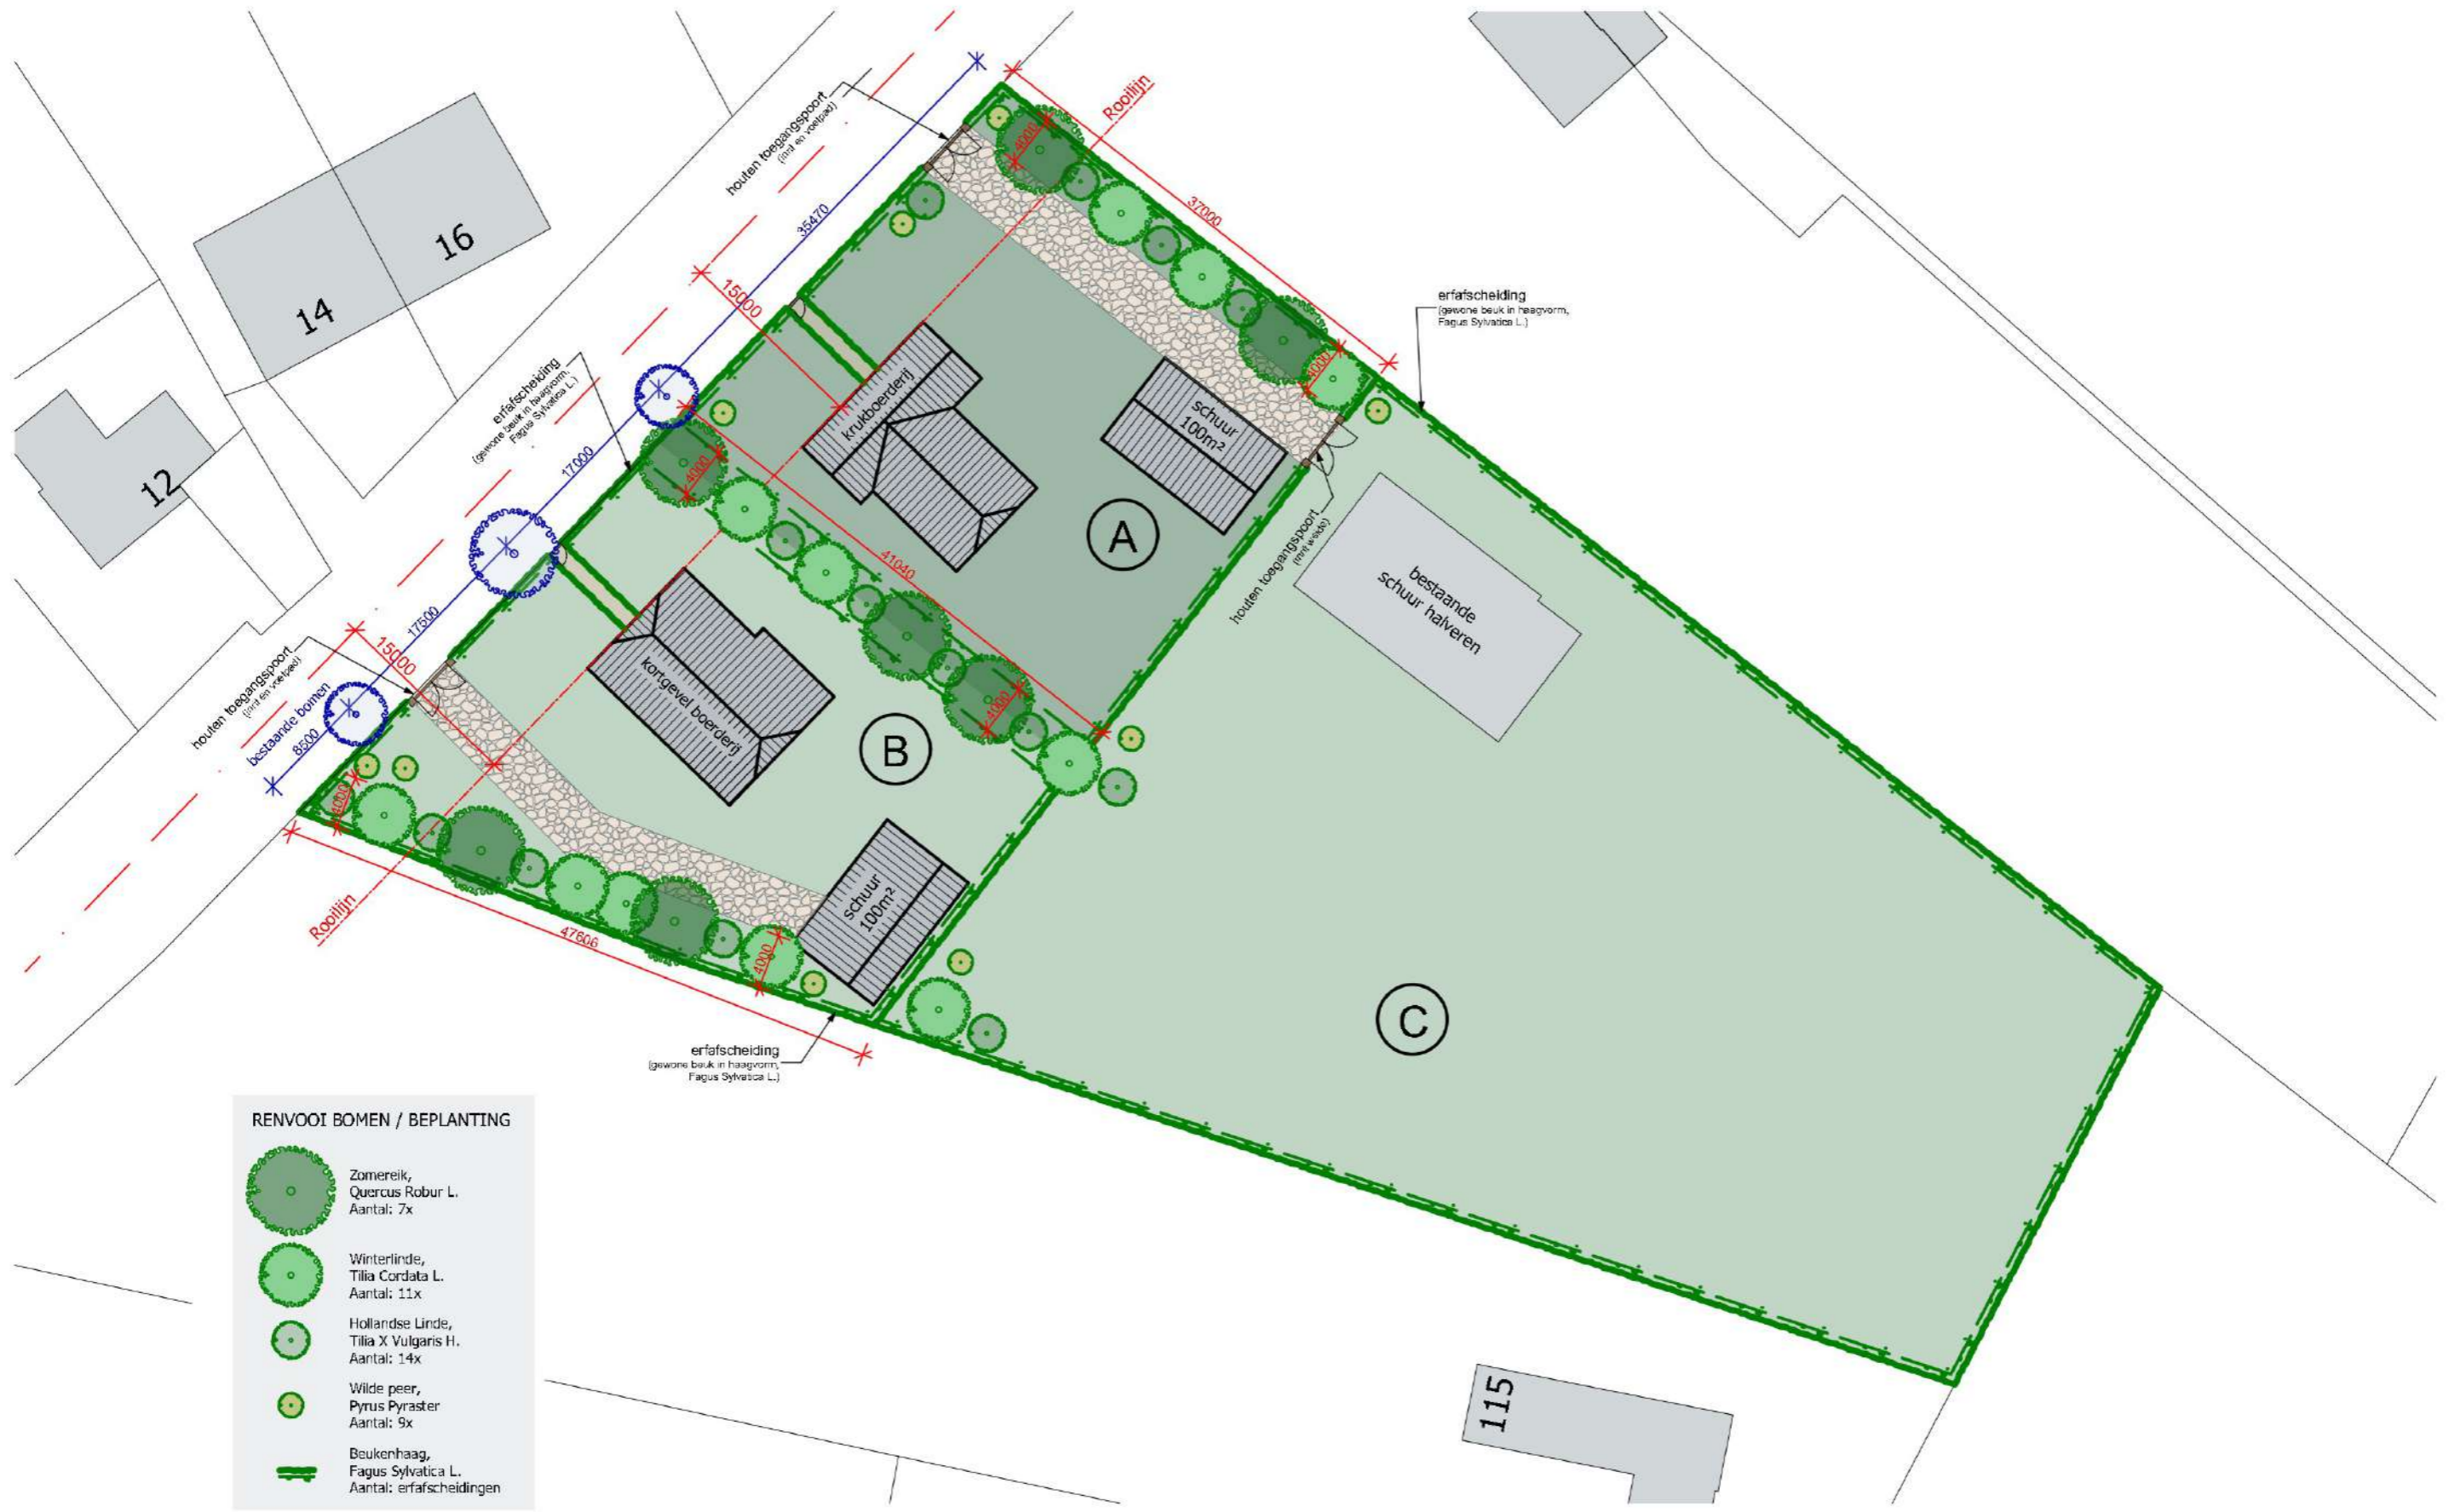 16
14
12
houten toegangspoort
(inrit en voetpad)
Rooilijn
37000
35470
15000
erfafscheiding
(gewone beuk in haagvorm,
Fagus Sylvatica L.)
4000
4000
erfafscheiding
(gewone beuk in haagvorm,
Fagus Sylvatica L.)
krukboerderij
schuur
100m²
A
17000
4000
41040
houten toegangspoort
(inrit weide)
bestaande
schuur halveren
17500
15000
houten toegangspoort
(inrit en voetpad)
bestaande bomen
8500
kortgevel boerderij
B
4000
4000
schuur
100m²
Rooilijn
47606
4000
C
erfafscheiding
(gewone beuk in haagvorm,
Fagus Sylvatica L.)
RENVOOI BOMEN / BEPLANTING
Zomereik,
Quercus Robur L.
Aantal: 7x
Winterlinde,
Tilia Cordata L.
Aantal: 11x
Hollandse Linde,
Tilia X Vulgaris H.
Aantal: 14x
Wilde peer,
Pyrus Pyraster
Aantal: 9x
Beukenhaag,
Fagus Sylvatica L.
Aantal: erfafscheidingen
115